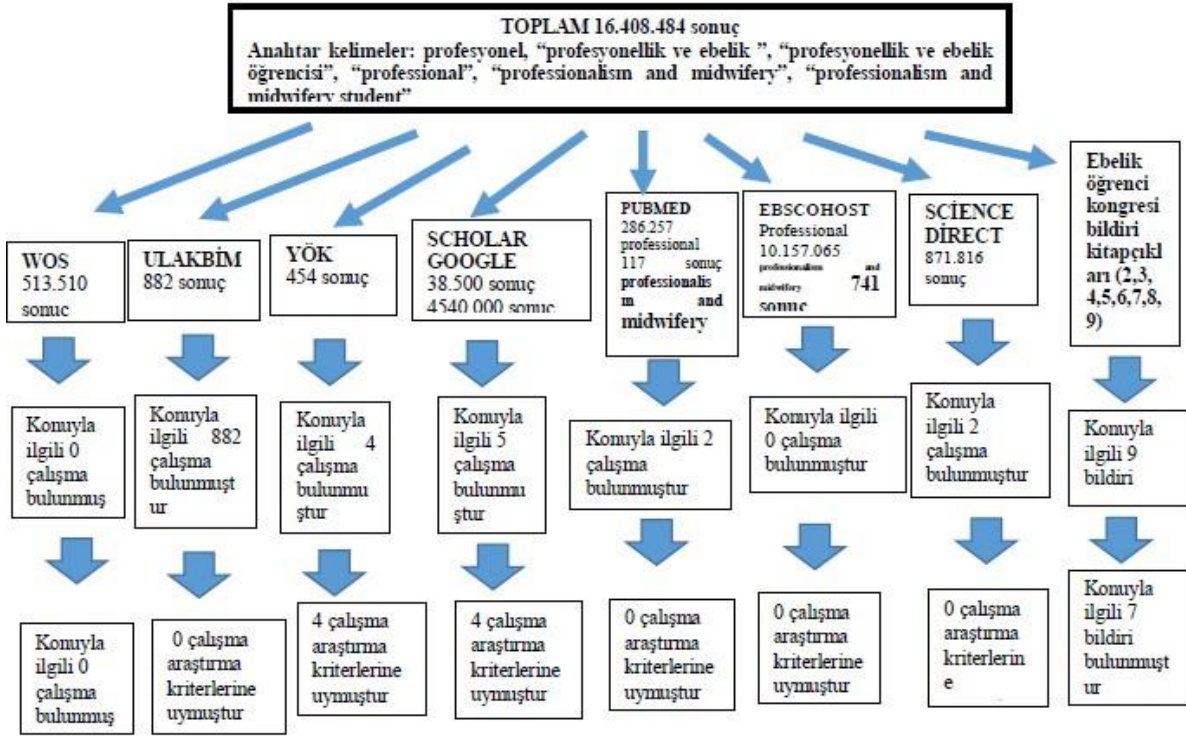 TOPLAM 16.408.484 sonuç
Anahtar kelimeler: profesyonel, “profesyonellik ve ebelik ”, “profesyonellik ve ebelik
öğrencisi”, “professional”, “professionalism and midwifery”, “professionalism and
midwifery student”
WOS
513.510
sonuc
ULAKBİM
882 sonuç
YÖK
454 sonuç
SCHOLAR
GOOGLE
38.500 sonuç
4540.000 sonuc
PUBMED
286.257
professional
117 sonuç
professionalis
m and
midwifery
EBSCOHOST
Professional
10.157.065
professionalism and
midwifery 741
sonuc
SCİENCE
DİRECT
871.816
sonuç
Ebelik
öğrenci
kongresi
bildiri
kitapçıkl
arı (2,3,
4,5,6,7,8,
9)
Konuyla
ilgili 0
çalışma
bulunmuş
Konuyla
ilgili 882
çalışma
bulunmuşt
ur
Konuyla
ilgili 4
çalışma
bulunmu
ştur
Konuyla
ilgili 5
çalışma
bulunmu
ştur
Konuyla ilgili 2
çalışma
bulunmuştur
Konuyla ilgili
0 çalışma
bulunmuştur
Konuyla
ilgili 2
çalışma
bulunmuştur
Konuyla
ilgili 9
bildiri
Konuyla
ilgili 0
çalışma
bulunmuş
0 çalışma
araştırma
kriterlerine
uymuştur
4 çalışma
araştırma
kriterlerine
uymuştur
4 çalışma
araştırma
kriterlerine
uymuştur
0 çalışma
araştırma
kriterlerine
uymuştur
0 çalışma
araştırma
kriterlerine
uymuştur
0 çalışma
araştırma
kriterlerin
e
Konuyla
ilgili 7
bildiri
bulunmuşt
ur